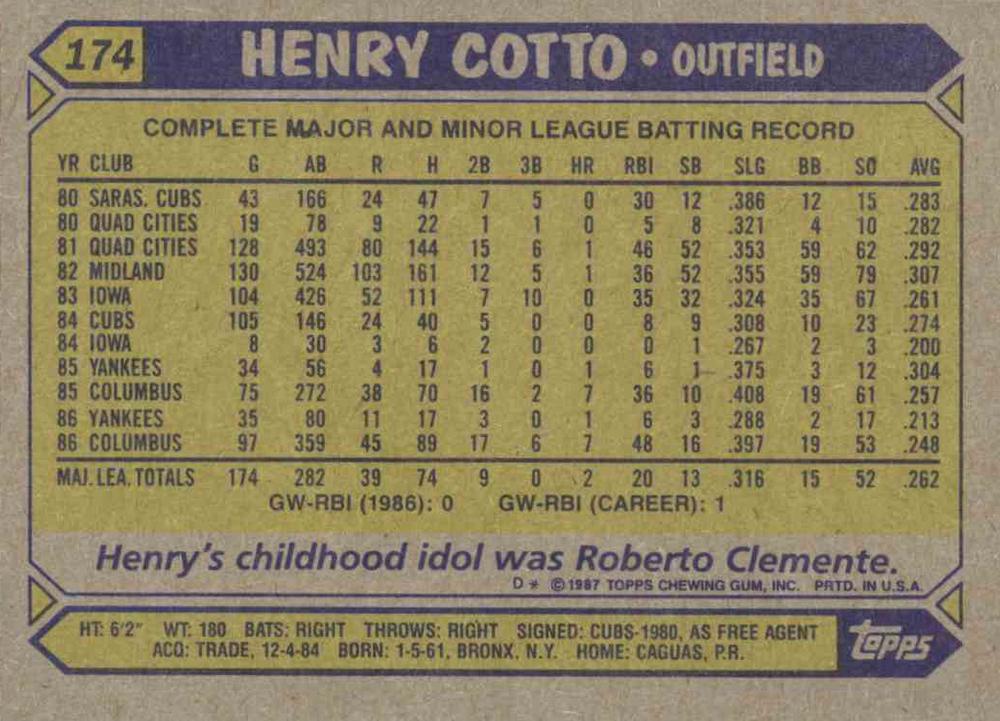 174 HENRY COTTO • OUTFIELD
COMPLETE MAJOR AND MINOR LEAGUE BATTING RECORD
YR CLUB G AB R H 2B 3B HR RBI SB SLG BB SO AVG
80 SARAS. CUBS 43 166 24 47 7 5 0 30 12 .386 12 15 .283
80 QUAD CITIES 19 78 9 22 1 1 0 5 8 .321 4 10 .282
81 QUAD CITIES 128 493 80 144 15 6 1 46 52 .353 59 62 .292
82 MIDLAND 130 524 103 161 12 5 1 36 52 .355 59 79 .307
83 IOWA 104 426 52 111 7 10 0 35 32 .324 35 67 .261
84 CUBS 105 146 24 40 5 0 0 8 9 .308 10 23 .274
84 IOWA 8 30 3 6 2 0 0 0 1 .267 2 3 .200
85 YANKEES 34 56 4 17 1 0 1 6 1 .375 3 12 .304
85 COLUMBUS 75 272 38 70 16 2 7 36 10 .408 19 61 .257
86 YANKEES 35 80 11 17 3 0 1 6 3 .288 2 17 .213
86 COLUMBUS 97 359 45 89 17 6 7 48 16 .397 19 53 .248
MAJ. LEA. TOTALS 174 282 39 74 9 0 2 20 13 .316 15 52 .262
GW-RBI (1986): 0 GW-RBI (CAREER): 1
Henry's childhood idol was Roberto Clemente.
D * © 1987 TOPPS CHEWING GUM, INC. PRTD. IN U.S.A.
HT: 6'2" WT: 180 BATS: RIGHT THROWS: RIGHT SIGNED: CUBS-1980, AS FREE AGENT
ACQ: TRADE, 12-4-84 BORN: 1-5-61, BRONX, N.Y. HOME: CAGUAS, P.R.
Topps